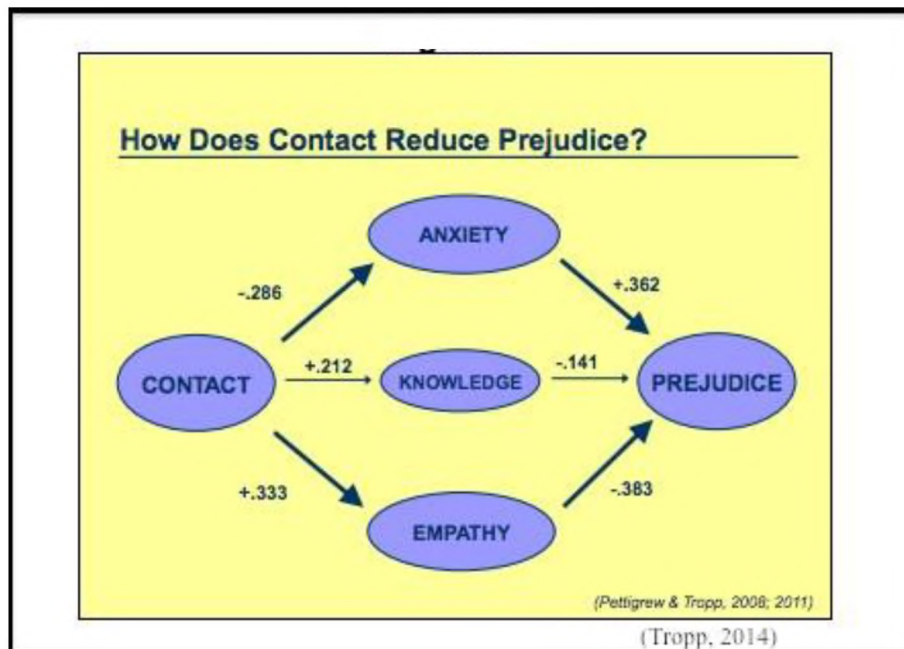 How Does Contact Reduce Prejudice?
ANXIETY
-.286
+.362
+.212
-.141
CONTACT
KNOWLEDGE
PREJUDICE
+.333
-.383
EMPATHY
(Pettigrew & Tropp, 2008; 2011)
(Tropp, 2014)